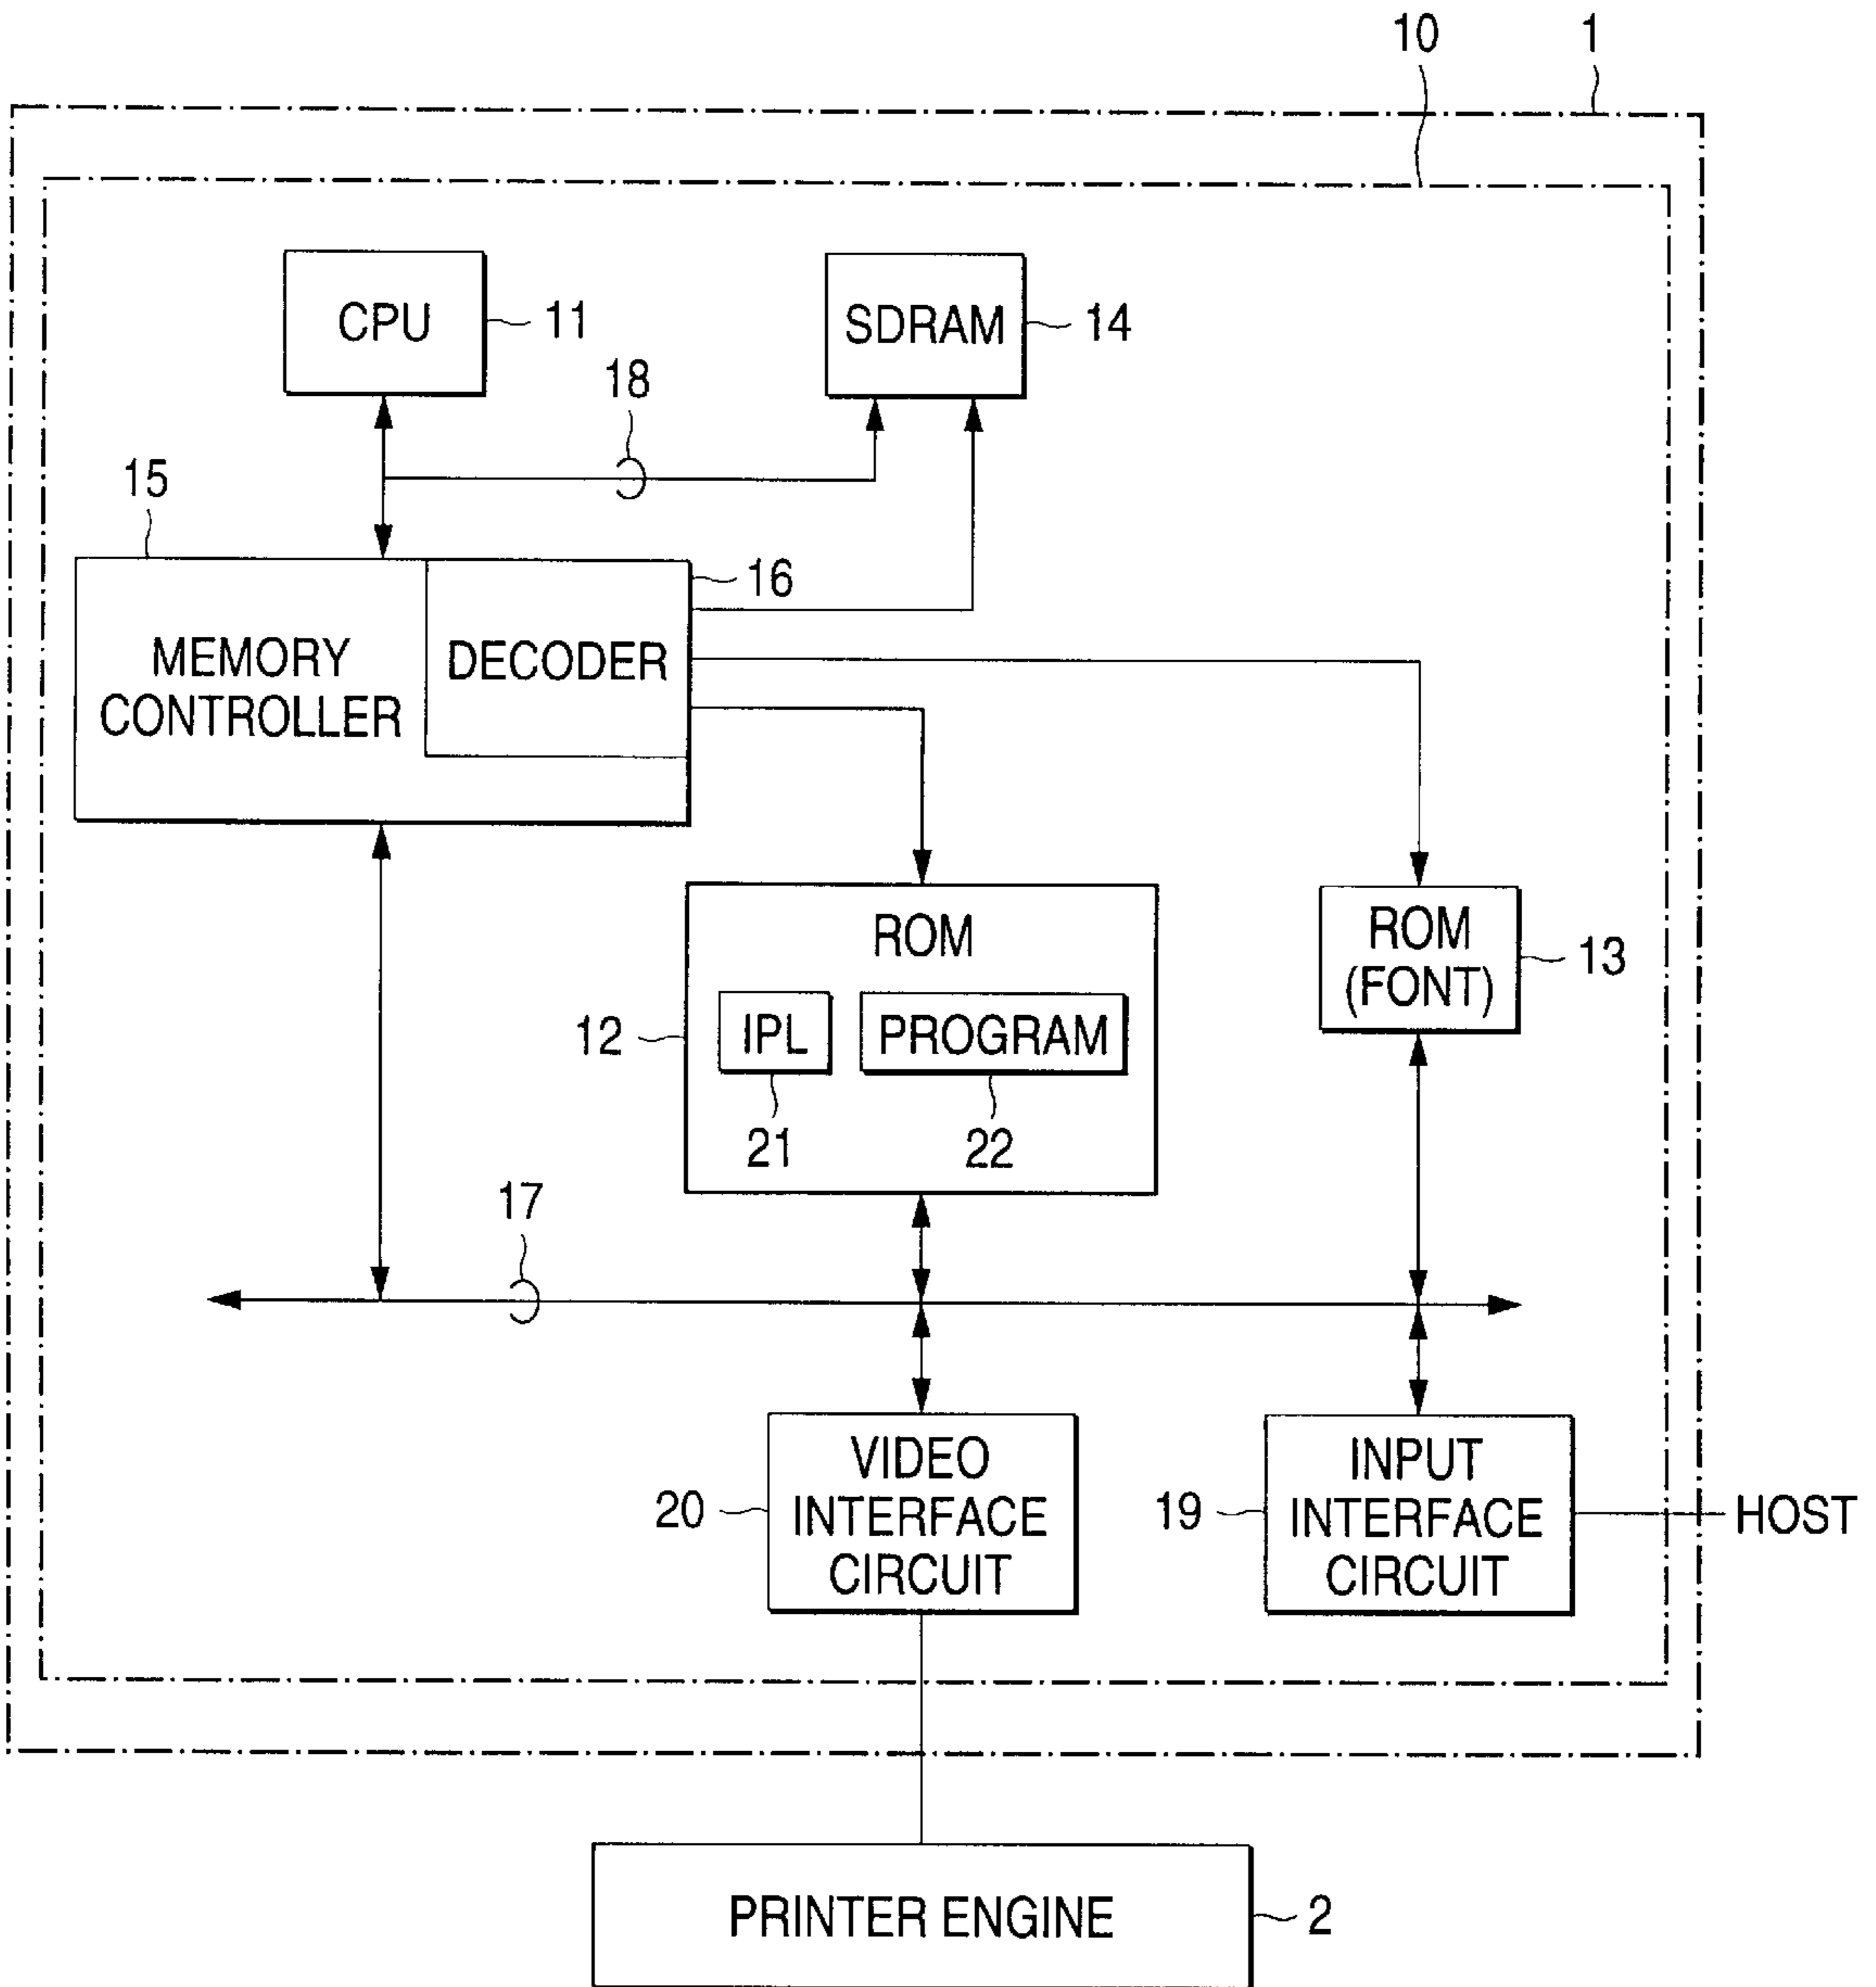 10
1
CPU
11
SDRAM
14
18
15
16
MEMORY
CONTROLLER
DECODER
ROM
ROM
(FONT)
13
12
IPL
PROGRAM
21
22
17
VIDEO
INTERFACE
CIRCUIT
20
INPUT
INTERFACE
CIRCUIT
19
HOST
PRINTER ENGINE
2